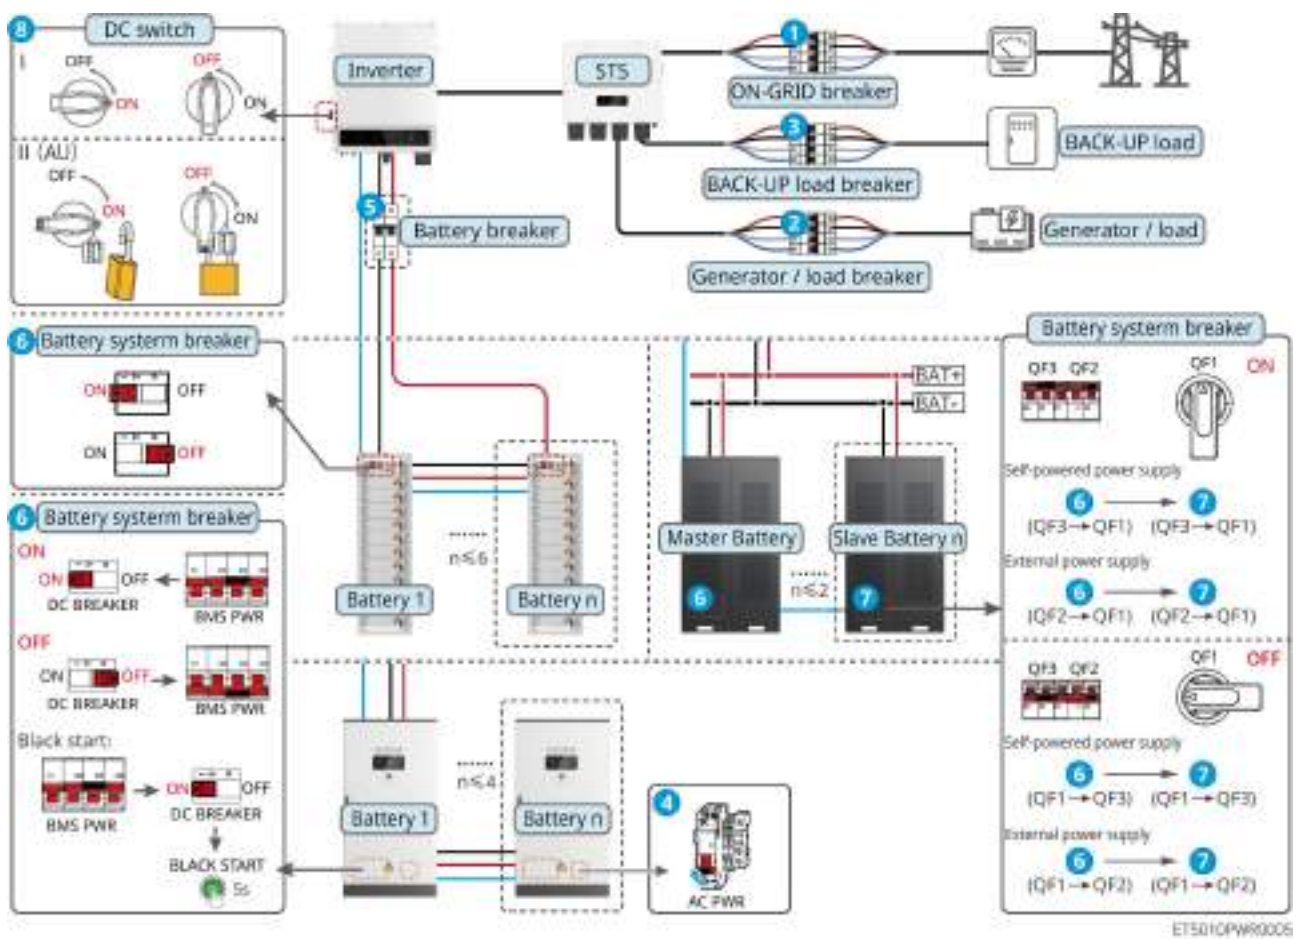 8 DC switch
I OFF OFF
ON ON
II (AU)
OFF OFF
ON ON
Inverter
STS
1
ON-GRID breaker
3
BACK-UP load breaker
BACK-UP load
2
Generator / load breaker
Generator / load
5
Battery breaker
6 Battery systerm breaker
ON OFF
ON OFF
6 Battery systerm breaker
ON
ON OFF
DC BREAKER
BMS PWR
OFF
ON OFF
DC BREAKER
BMS PWR
Black start:
ON OFF
BMS PWR
DC BREAKER
BLACK START
5s
Battery 1
n≤6
Battery n
BAT+
BAT-
Master Battery
Slave Battery n
6
n≤2
7
Battery 1
n≤4
Battery n
4
AC PWR
Battery systerm breaker
QF3 QF2 QF1 ON
Self-powered power supply
6 7
(QF3→QF1) (QF3→QF1)
External power supply
6 7
(QF2→QF1) (QF2→QF1)
QF3 QF2 QF1 OFF
Self-powered power supply
6 7
(QF1→QF3) (QF1→QF3)
External power supply
6 7
(QF1→QF2) (QF1→QF2)
ET5010PWR0005